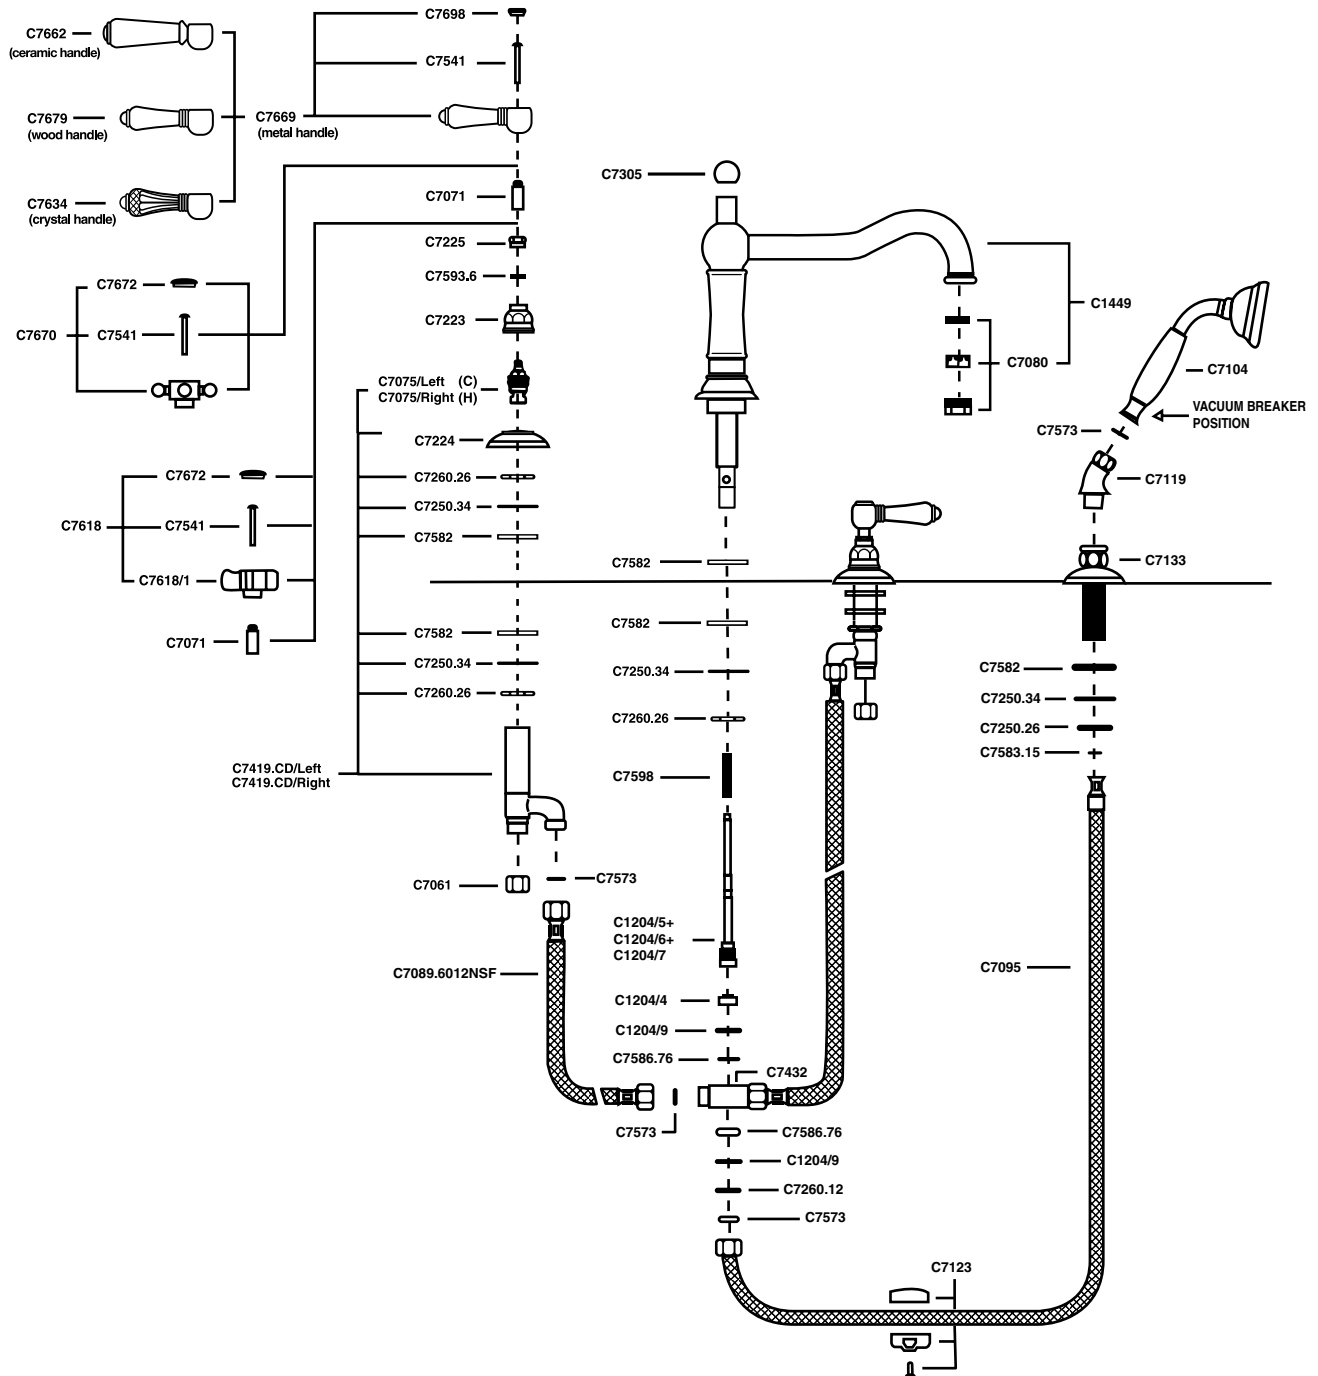 C7662
(ceramic handle)
C7679
(wood handle)
C7634
(crystal handle)
C7669
(metal handle)
C7698
C7541
C7071
C7225
C7593.6
C7223
C7075/Left (C)
C7075/Right (H)
C7224
C7260.26
C7250.34
C7582
C7672
C7670
C7541
C7672
C7618
C7541
C7618/1
C7071
C7582
C7250.34
C7260.26
C7419.CD/Left
C7419.CD/Right
C7061
C7573
C7089.6012NSF
C7305
C1449
C7080
C7582
C7582
C7250.34
C7260.26
C7598
C1204/5+
C1204/6+
C1204/7
C1204/4
C1204/9
C7586.76
C7432
C7573
C7586.76
C1204/9
C7260.12
C7573
C7104
VACUUM BREAKER
POSITION
C7573
C7119
C7133
C7582
C7250.34
C7250.26
C7583.15
C7095
C7123